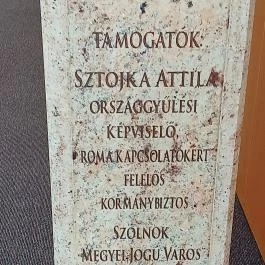 TÁMOGATÓK:
SZTOJKA ATTILA
ORSZÁGGYŰLÉSI
KÉPVISELŐ,
ROMA KAPCSOLATOKÉRT
FELELŐS
KORMÁNYBIZTOS
SZOLNOK
MEGYEI JOGÚ VÁROS